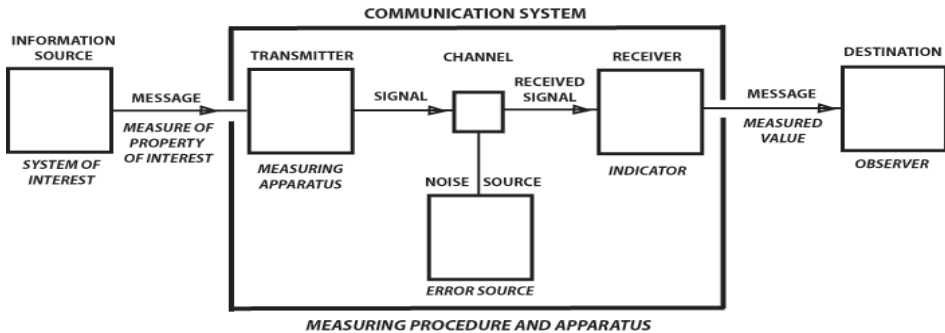 COMMUNICATION SYSTEM
INFORMATION
SOURCE
TRANSMITTER
CHANNEL
RECEIVER
DESTINATION
MESSAGE
SIGNAL
RECEIVED
SIGNAL
MESSAGE
MEASURE OF
PROPERTY
OF INTEREST
MEASURED
VALUE
SYSTEM OF
INTEREST
MEASURING
APPARATUS
INDICATOR
OBSERVER
NOISE SOURCE
ERROR SOURCE
MEASURING PROCEDURE AND APPARATUS